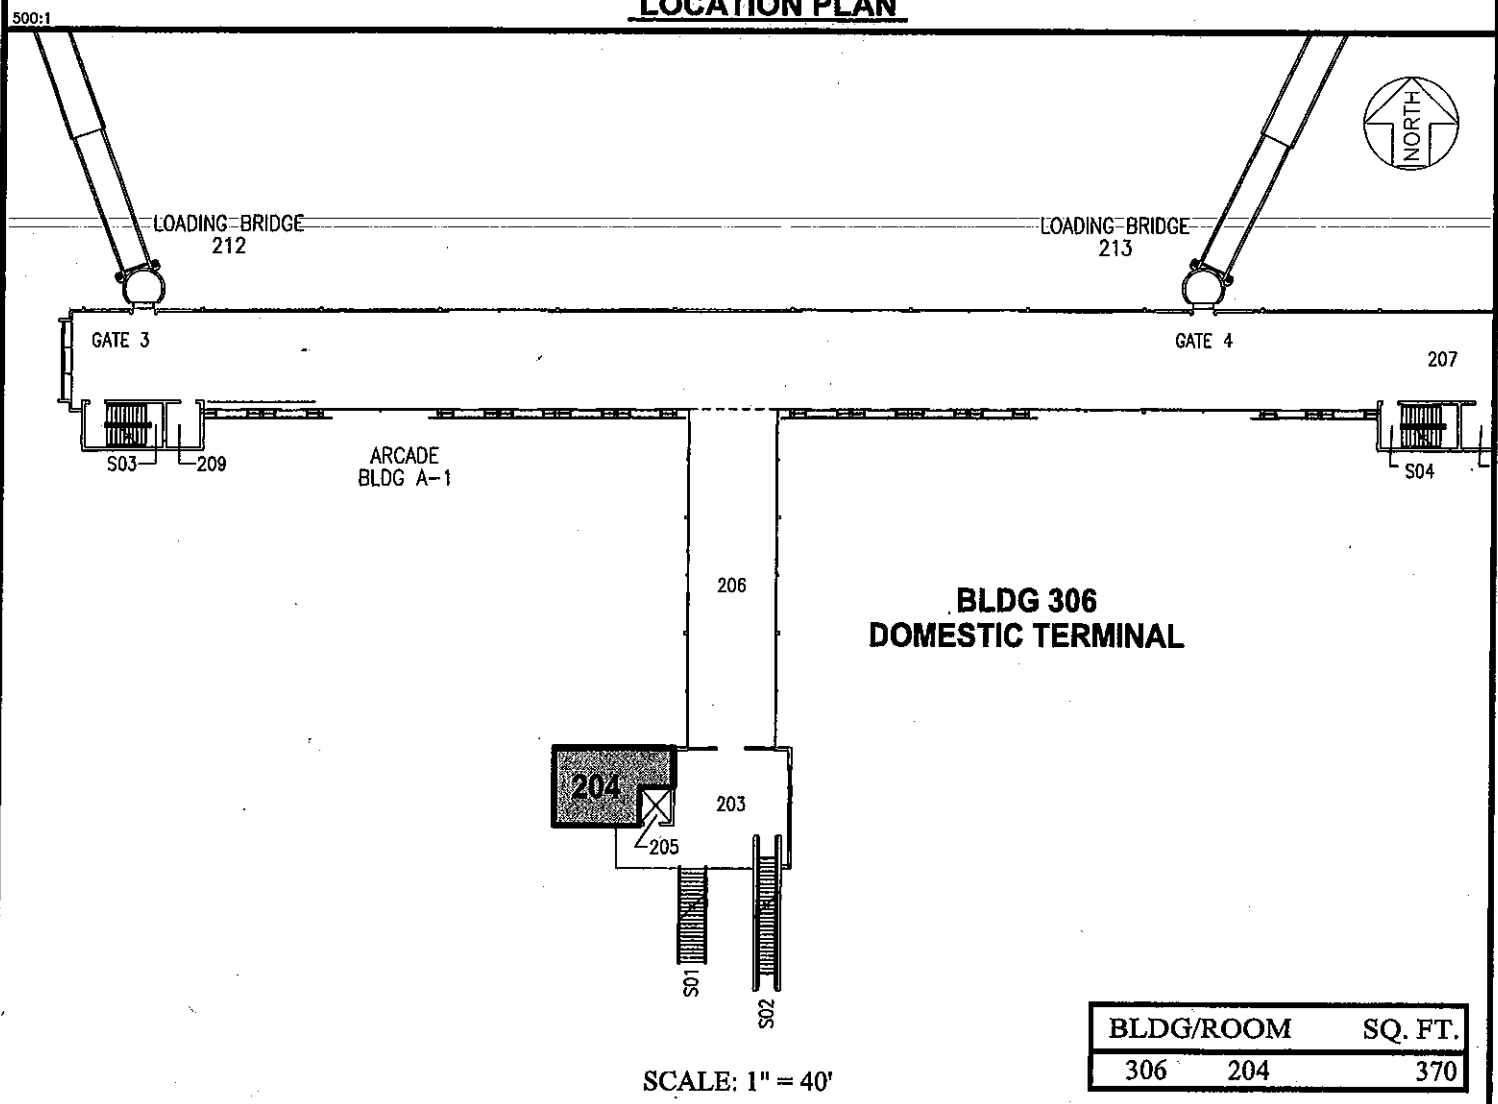 LOCATION PLAN
500:1
NORTH
LOADING BRIDGE
212
LOADING BRIDGE
213
GATE 3
GATE 4
207
S03
209
ARCADE
BLDG A-1
S04
206
BLDG 306
DOMESTIC TERMINAL
204
203
205
S01
S02
BLDG/ROOM SQ. FT.
306 204 370
SCALE: 1" = 40'